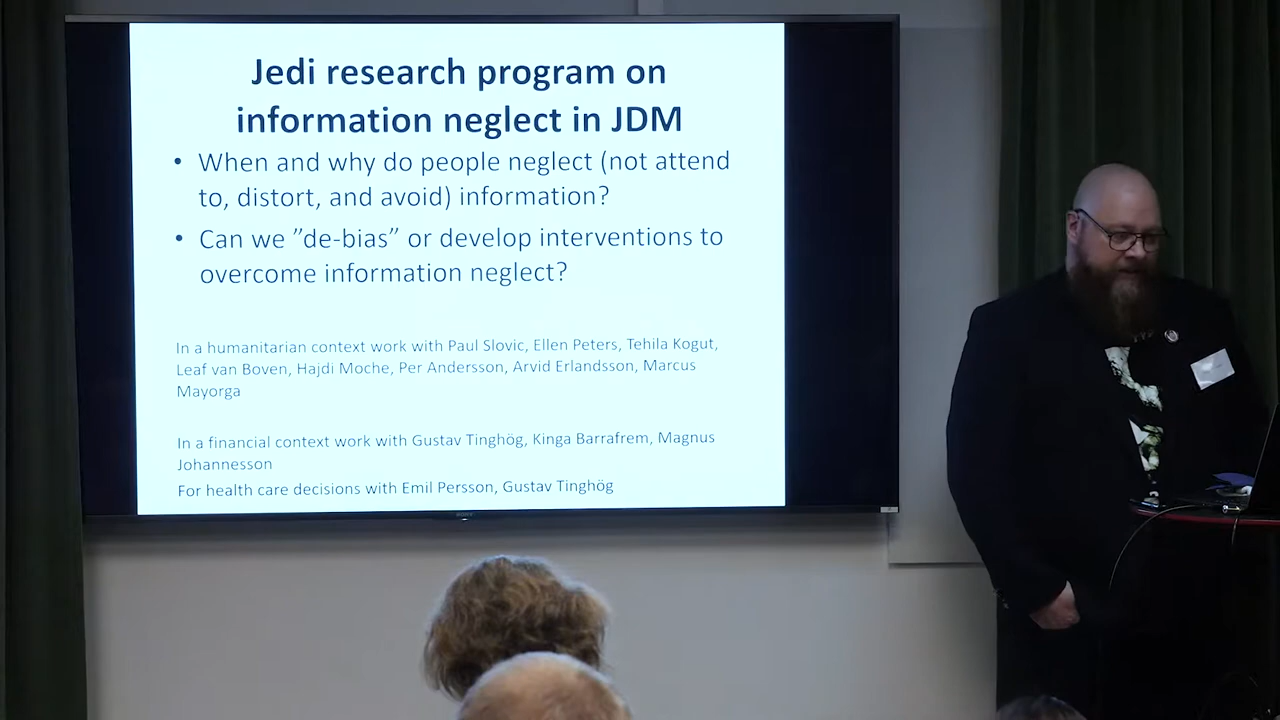 Jedi research program on
information neglect in JDM
• When and why do people neglect (not attend
to, distort, and avoid) information?
• Can we ”de-bias” or develop interventions to
overcome information neglect?
In a humanitarian context work with Paul Slovic, Ellen Peters, Tehila Kogut,
Leaf van Boven, Hajdi Moche, Per Andersson, Arvid Erlandsson, Marcus
Mayorga
In a financial context work with Gustav Tinghög, Kinga Barrafrem, Magnus
Johannesson
For health care decisions with Emil Persson, Gustav Tinghög
SONY